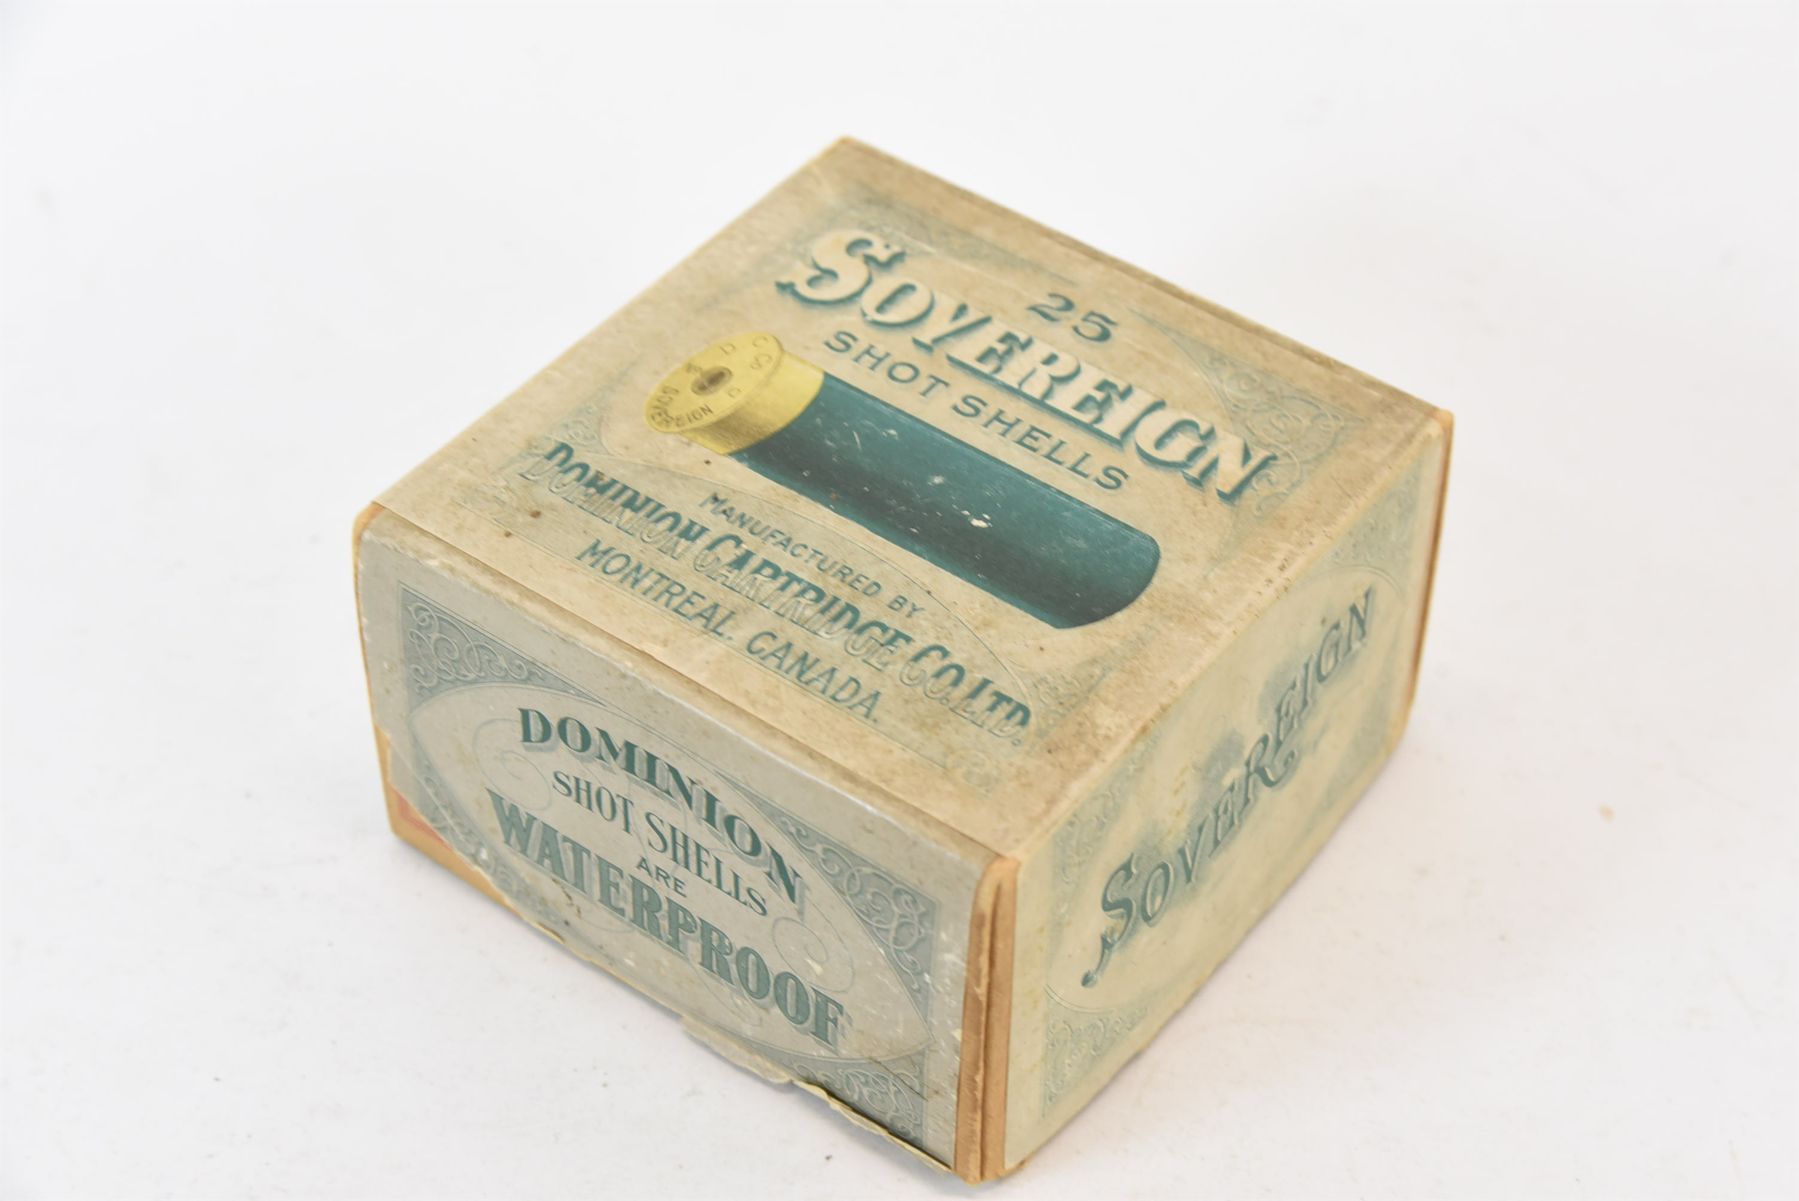 25
SOVEREIGN
SHOT SHELLS
D C CO
SOVEREIGN
MANUFACTURED BY
DOMINION CARTRIDGE CO. LTD.
MONTREAL, CANADA.
DOMINION
SHOT SHELLS
ARE
WATERPROOF
SOVEREIGN